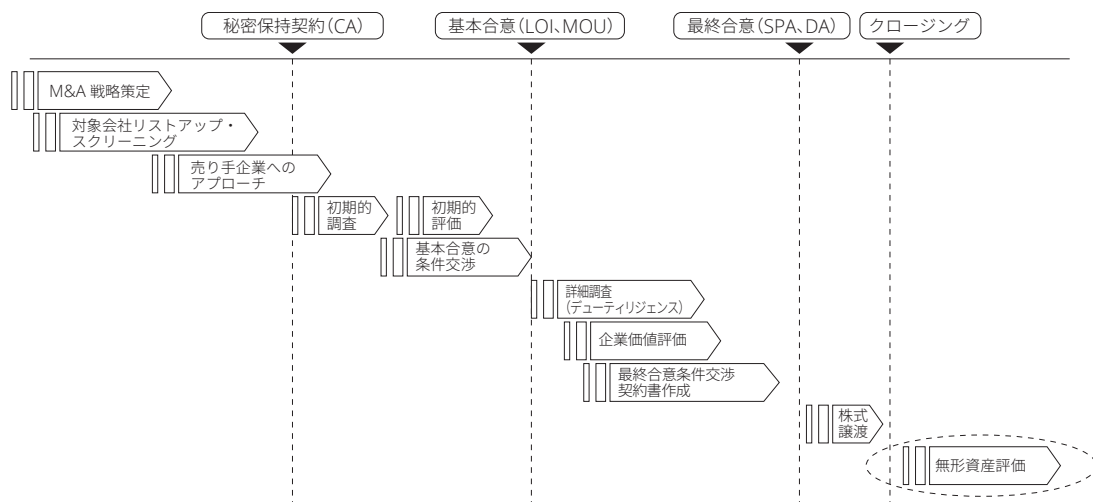 秘密保持契約(CA)
基本合意(LOI、MOU)
最終合意(SPA、DA)
クロージング
M&A 戦略策定
対象会社リストアップ・
スクリーニング
売り手企業への
アプローチ
初期的
調査
初期的
評価
基本合意の
条件交渉
詳細調査
(デューティリジェンス)
企業価値評価
最終合意条件交渉
契約書作成
株式
譲渡
無形資産評価